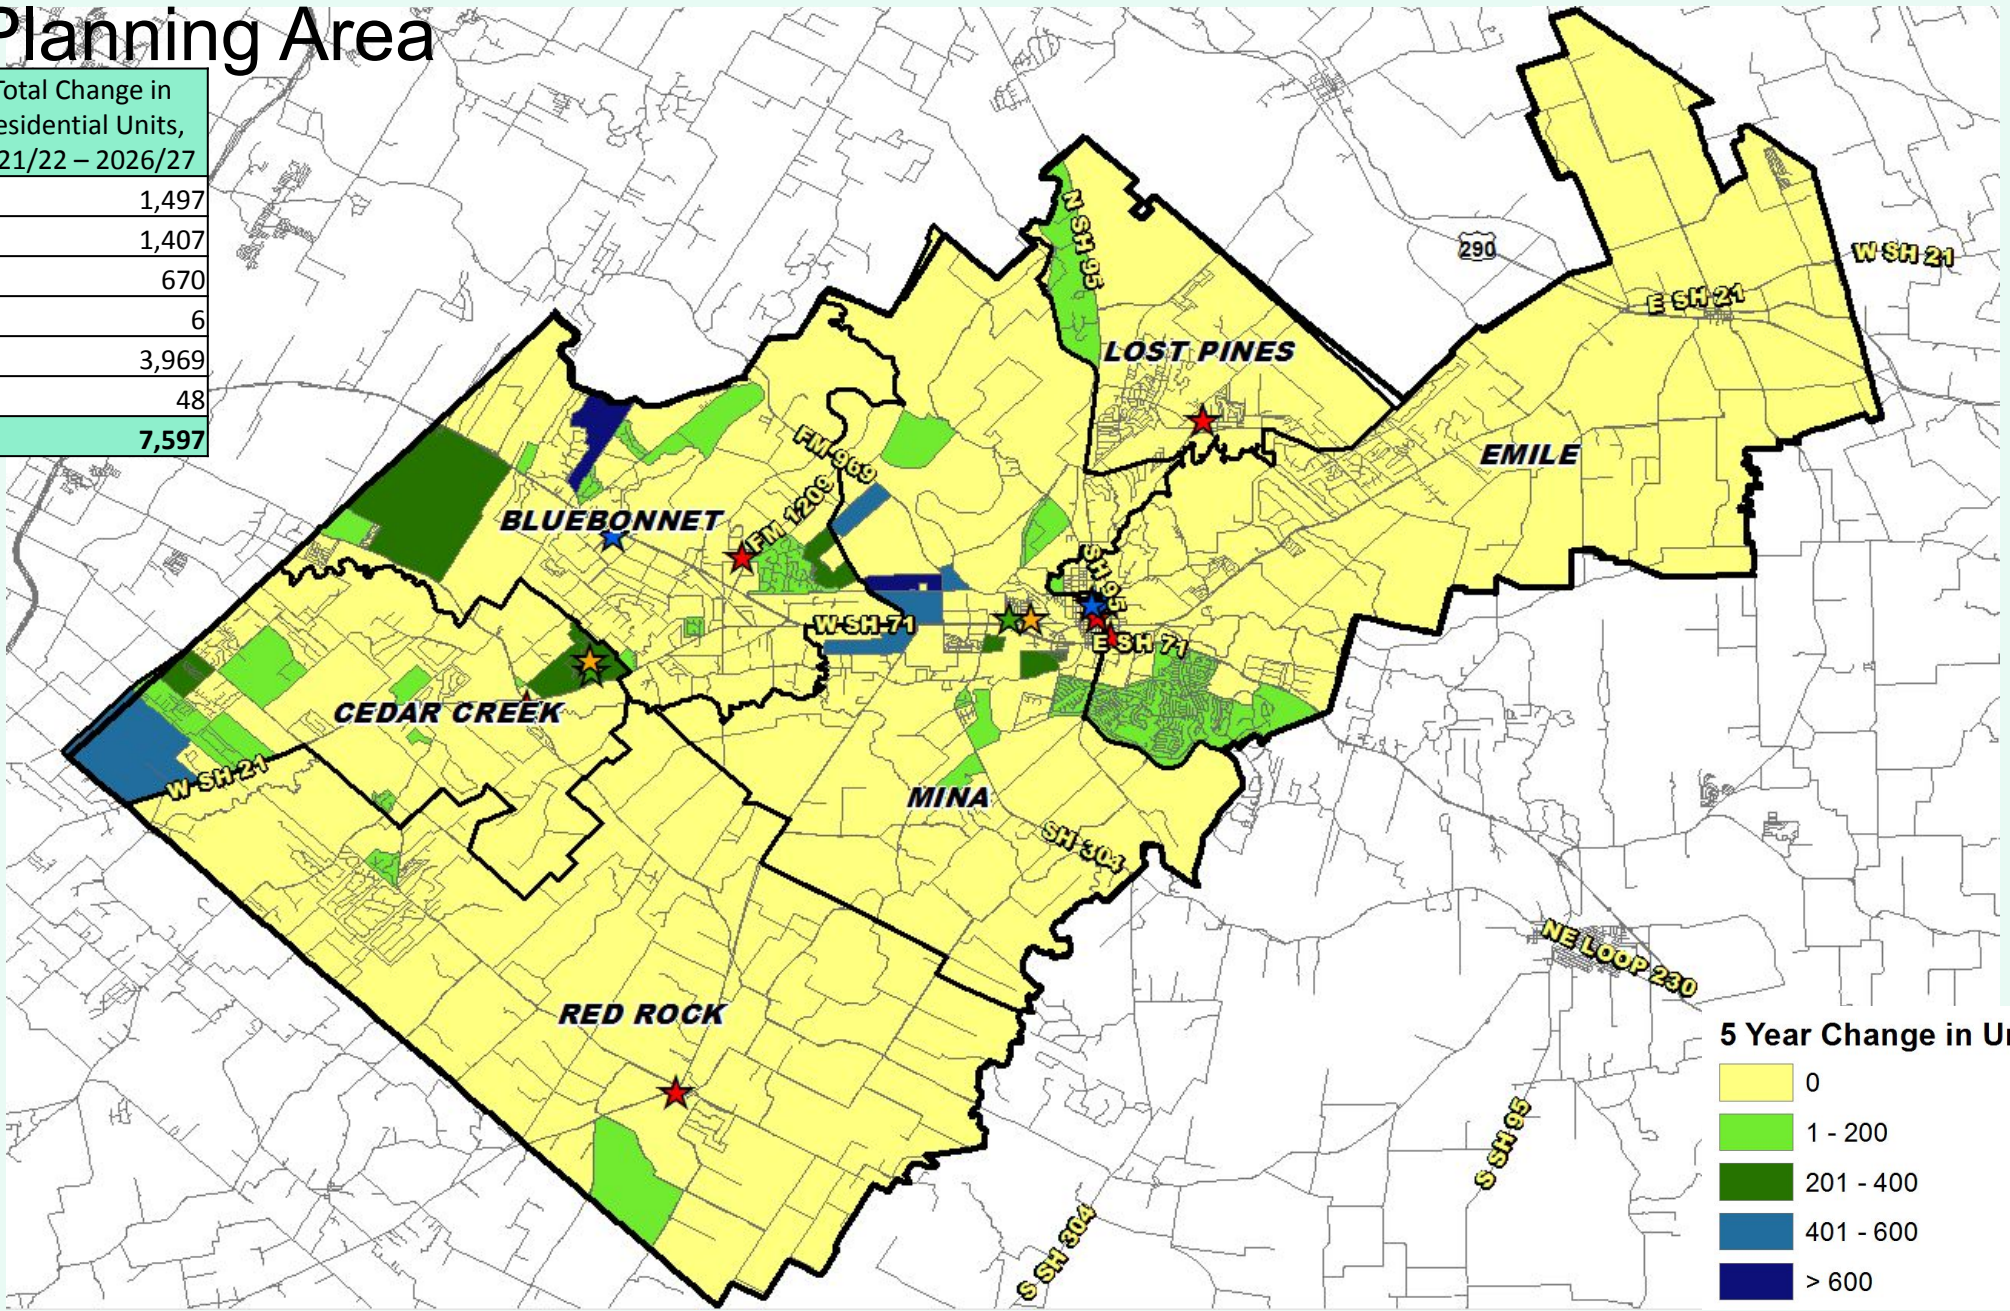 Planning Area
Total Change in
esidential Units,
21/22 – 2026/27
1,497
1,407
670
6
3,969
48
7,597
N SH 95
290
W SH 21
E SH 21
LOST PINES
EMILE
FM 969
FM 1209
BLUEBONNET
SH 95
W SH 71
E SH 71
CEDAR CREEK
W SH 21
MINA
SH 304
NE LOOP 230
RED ROCK
S SH 95
S SH 304
5 Year Change in Un
0
1 - 200
201 - 400
401 - 600
> 600